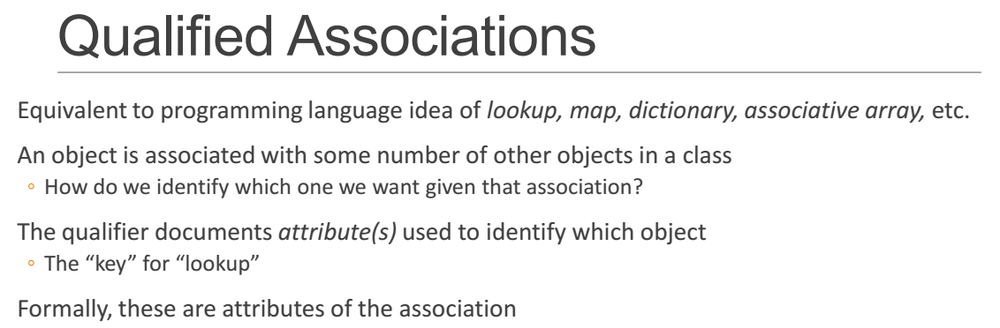 Qualified Associations
Equivalent to programming language idea of lookup, map, dictionary, associative array, etc.
An object is associated with some number of other objects in a class
◦ How do we identify which one we want given that association?
The qualifier documents attribute(s) used to identify which object
◦ The “key” for “lookup”
Formally, these are attributes of the association